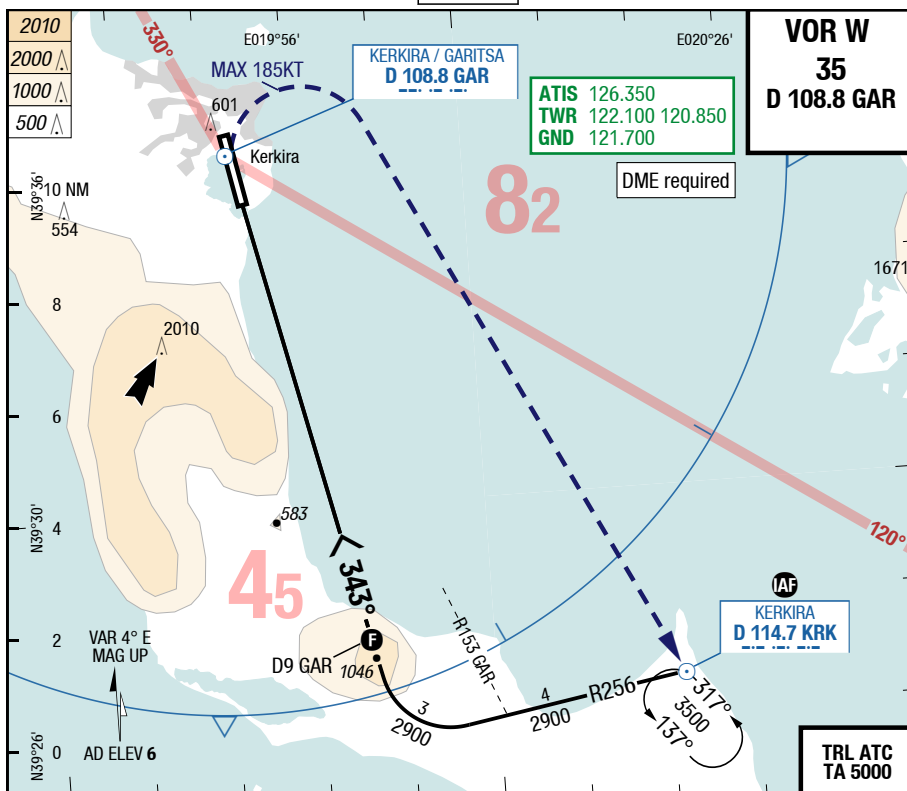 2010
2000
1000
500
330°
E019°56'
E020°26'
MAX 185KT
KERKIRA / GARITSA
D 108.8 GAR
ATIS 126.350
TWR 122.100 120.850
GND 121.700
VOR W
35
D 108.8 GAR
DME required
601
Kerkira
82
N39°36'
10 NM
554
1671
8
2010
6
N39°30'
4
583
120°
45
343°
IAF
KERKIRA
D 114.7 KRK
2
VAR 4° E
MAG UP
F
D9 GAR
1046
R153 GAR
3
2900
4
2900
R256
317°
3500
137°
N39°26'
0
AD ELEV 6
TRL ATC
TA 5000